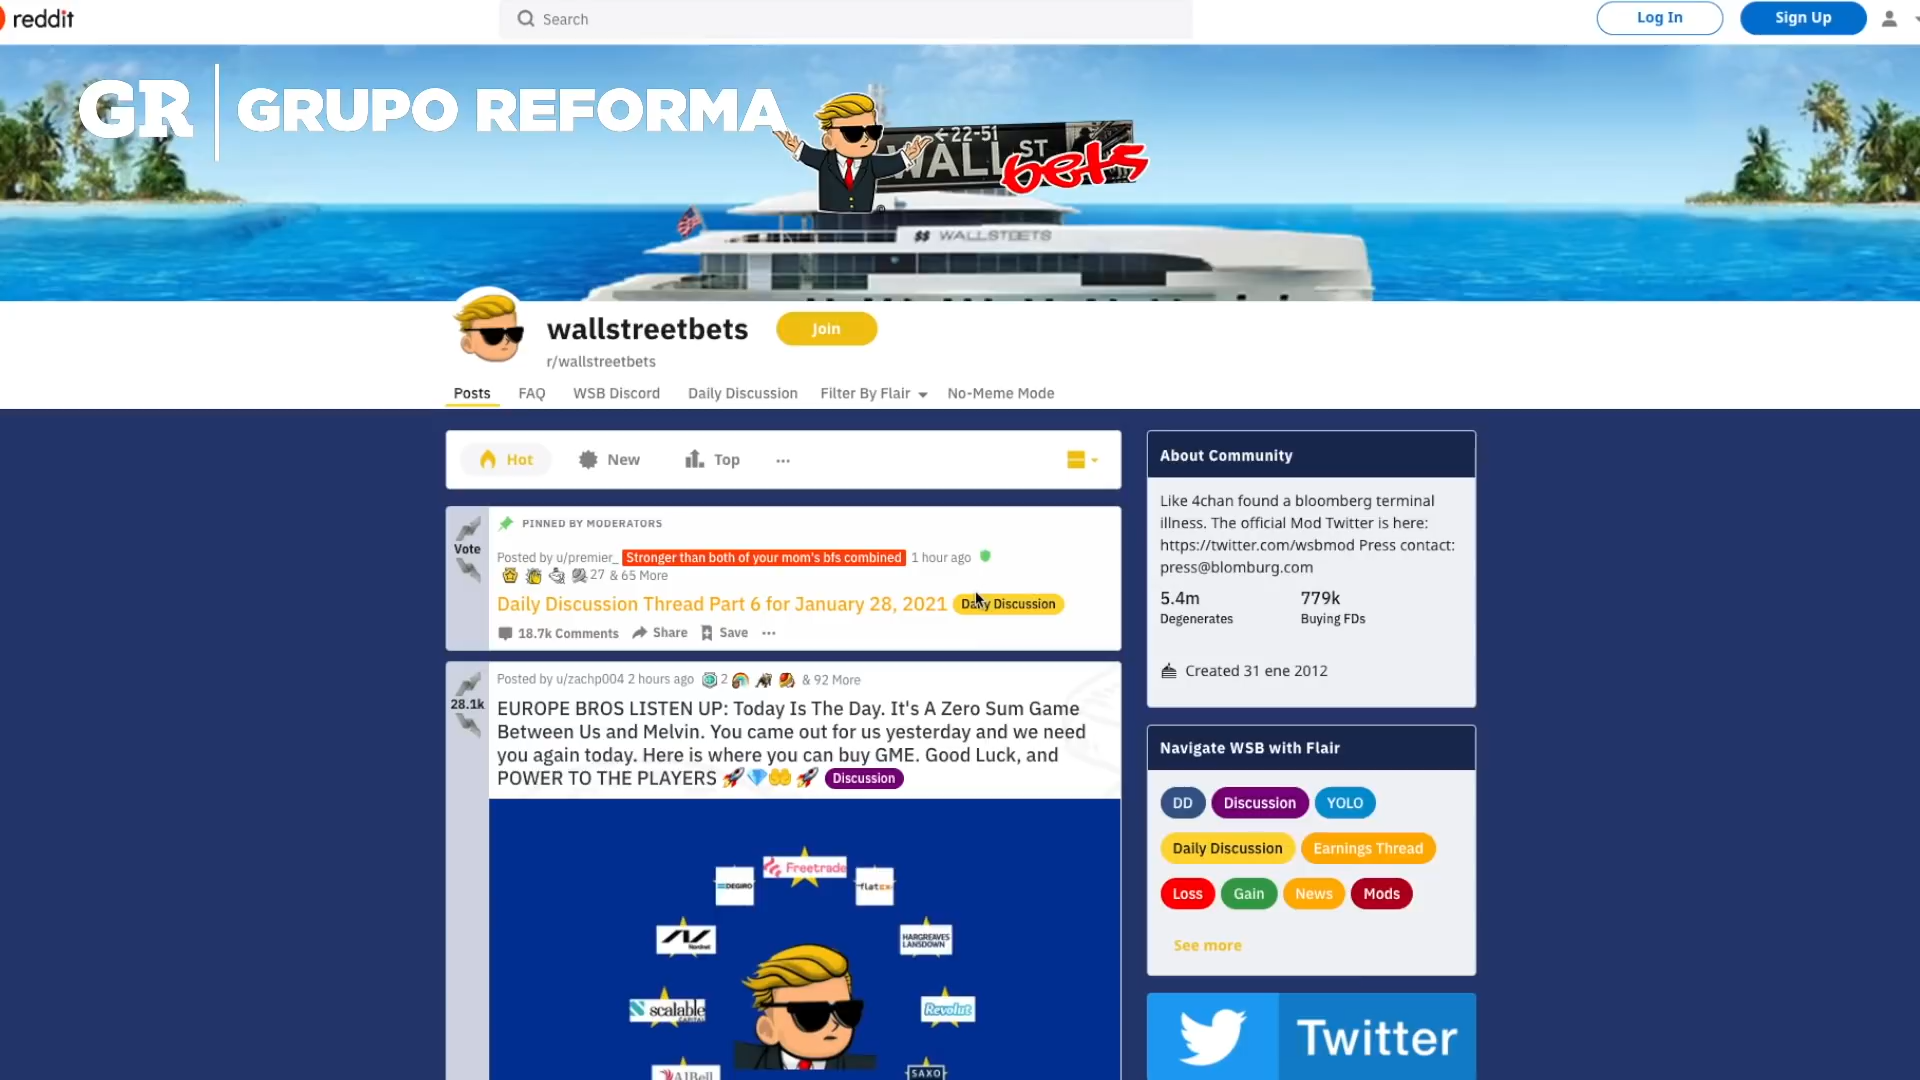 reddit
Search
Log In
Sign Up
GR GRUPO REFORMA
←22-51
WALL ST
bets
$$ WALLSTBETS
wallstreetbets
Join
r/wallstreetbets
Posts FAQ WSB Discord Daily Discussion Filter By Flair No-Meme Mode
Hot New Top ...
PINNED BY MODERATORS
Vote
Posted by u/premier_ Stronger than both of your mom's bfs combined 1 hour ago
27 & 65 More
Daily Discussion Thread Part 6 for January 28, 2021 Daily Discussion
18.7k Comments Share Save ...
28.1k
Posted by u/zachp004 2 hours ago 2 & 92 More
EUROPE BROS LISTEN UP: Today Is The Day. It's A Zero Sum Game
Between Us and Melvin. You came out for us yesterday and we need
you again today. Here is where you can buy GME. Good Luck, and
POWER TO THE PLAYERS 🚀💎🤲🚀 Discussion
Freetrade
DEGIRO
flatex
Nordnet
HARGREAVES
LANSDOWN
scalable
CAPITAL
Revolut
A1Bell
SAXO
About Community
Like 4chan found a bloomberg terminal
illness. The official Mod Twitter is here:
https://twitter.com/wsbmod Press contact:
press@blomburg.com
5.4m 779k
Degenerates Buying FDs
Created 31 ene 2012
Navigate WSB with Flair
DD Discussion YOLO
Daily Discussion Earnings Thread
Loss Gain News Mods
See more
Twitter